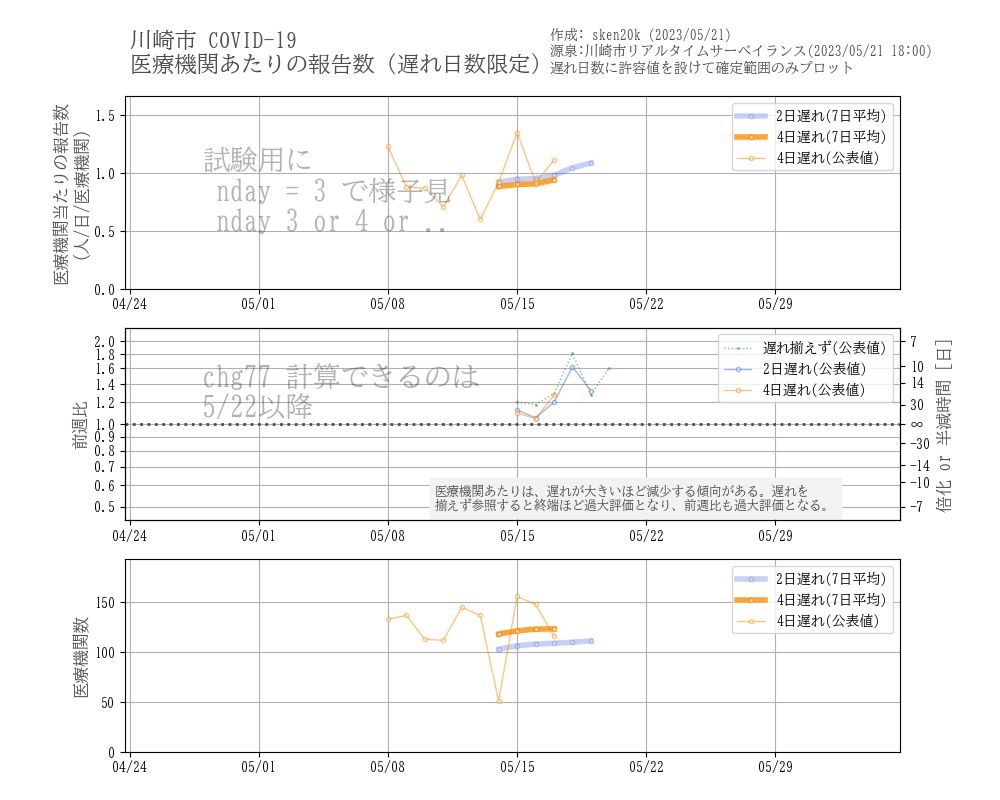 川崎市 COVID-19
医療機関あたりの報告数 (遅れ日数限定)
作成: sken20k (2023/05/21)
源泉:川崎市リアルタイムサーベイランス(2023/05/21 18:00)
遅れ日数に許容値を設けて確定範囲のみプロット
医療機関当たりの報告数
(人/日/医療機関)
1.5
1.0
0.5
0.0
試験用に
nday = 3 で様子見
nday 3 or 4 or ..
2日遅れ(7日平均)
4日遅れ(7日平均)
4日遅れ(公表値)
04/24 05/01 05/08 05/15 05/22 05/29
前週比
2.0
1.8
1.6
1.4
1.2
1.0
0.9
0.8
0.7
0.6
0.5
chg77 計算できるのは
5/22以降
遅れ揃えず(公表値)
2日遅れ(公表値)
4日遅れ(公表値)
医療機関あたりは、遅れが大きいほど減少する傾向がある。遅れを
揃えず参照すると終端ほど過大評価となり、前週比も過大評価となる。
7
10
14
30
∞
-30
-14
-10
-7
倍化 or 半減時間 [日]
04/24 05/01 05/08 05/15 05/22 05/29
医療機関数
150
100
50
0
2日遅れ(7日平均)
4日遅れ(7日平均)
4日遅れ(公表値)
04/24 05/01 05/08 05/15 05/22 05/29